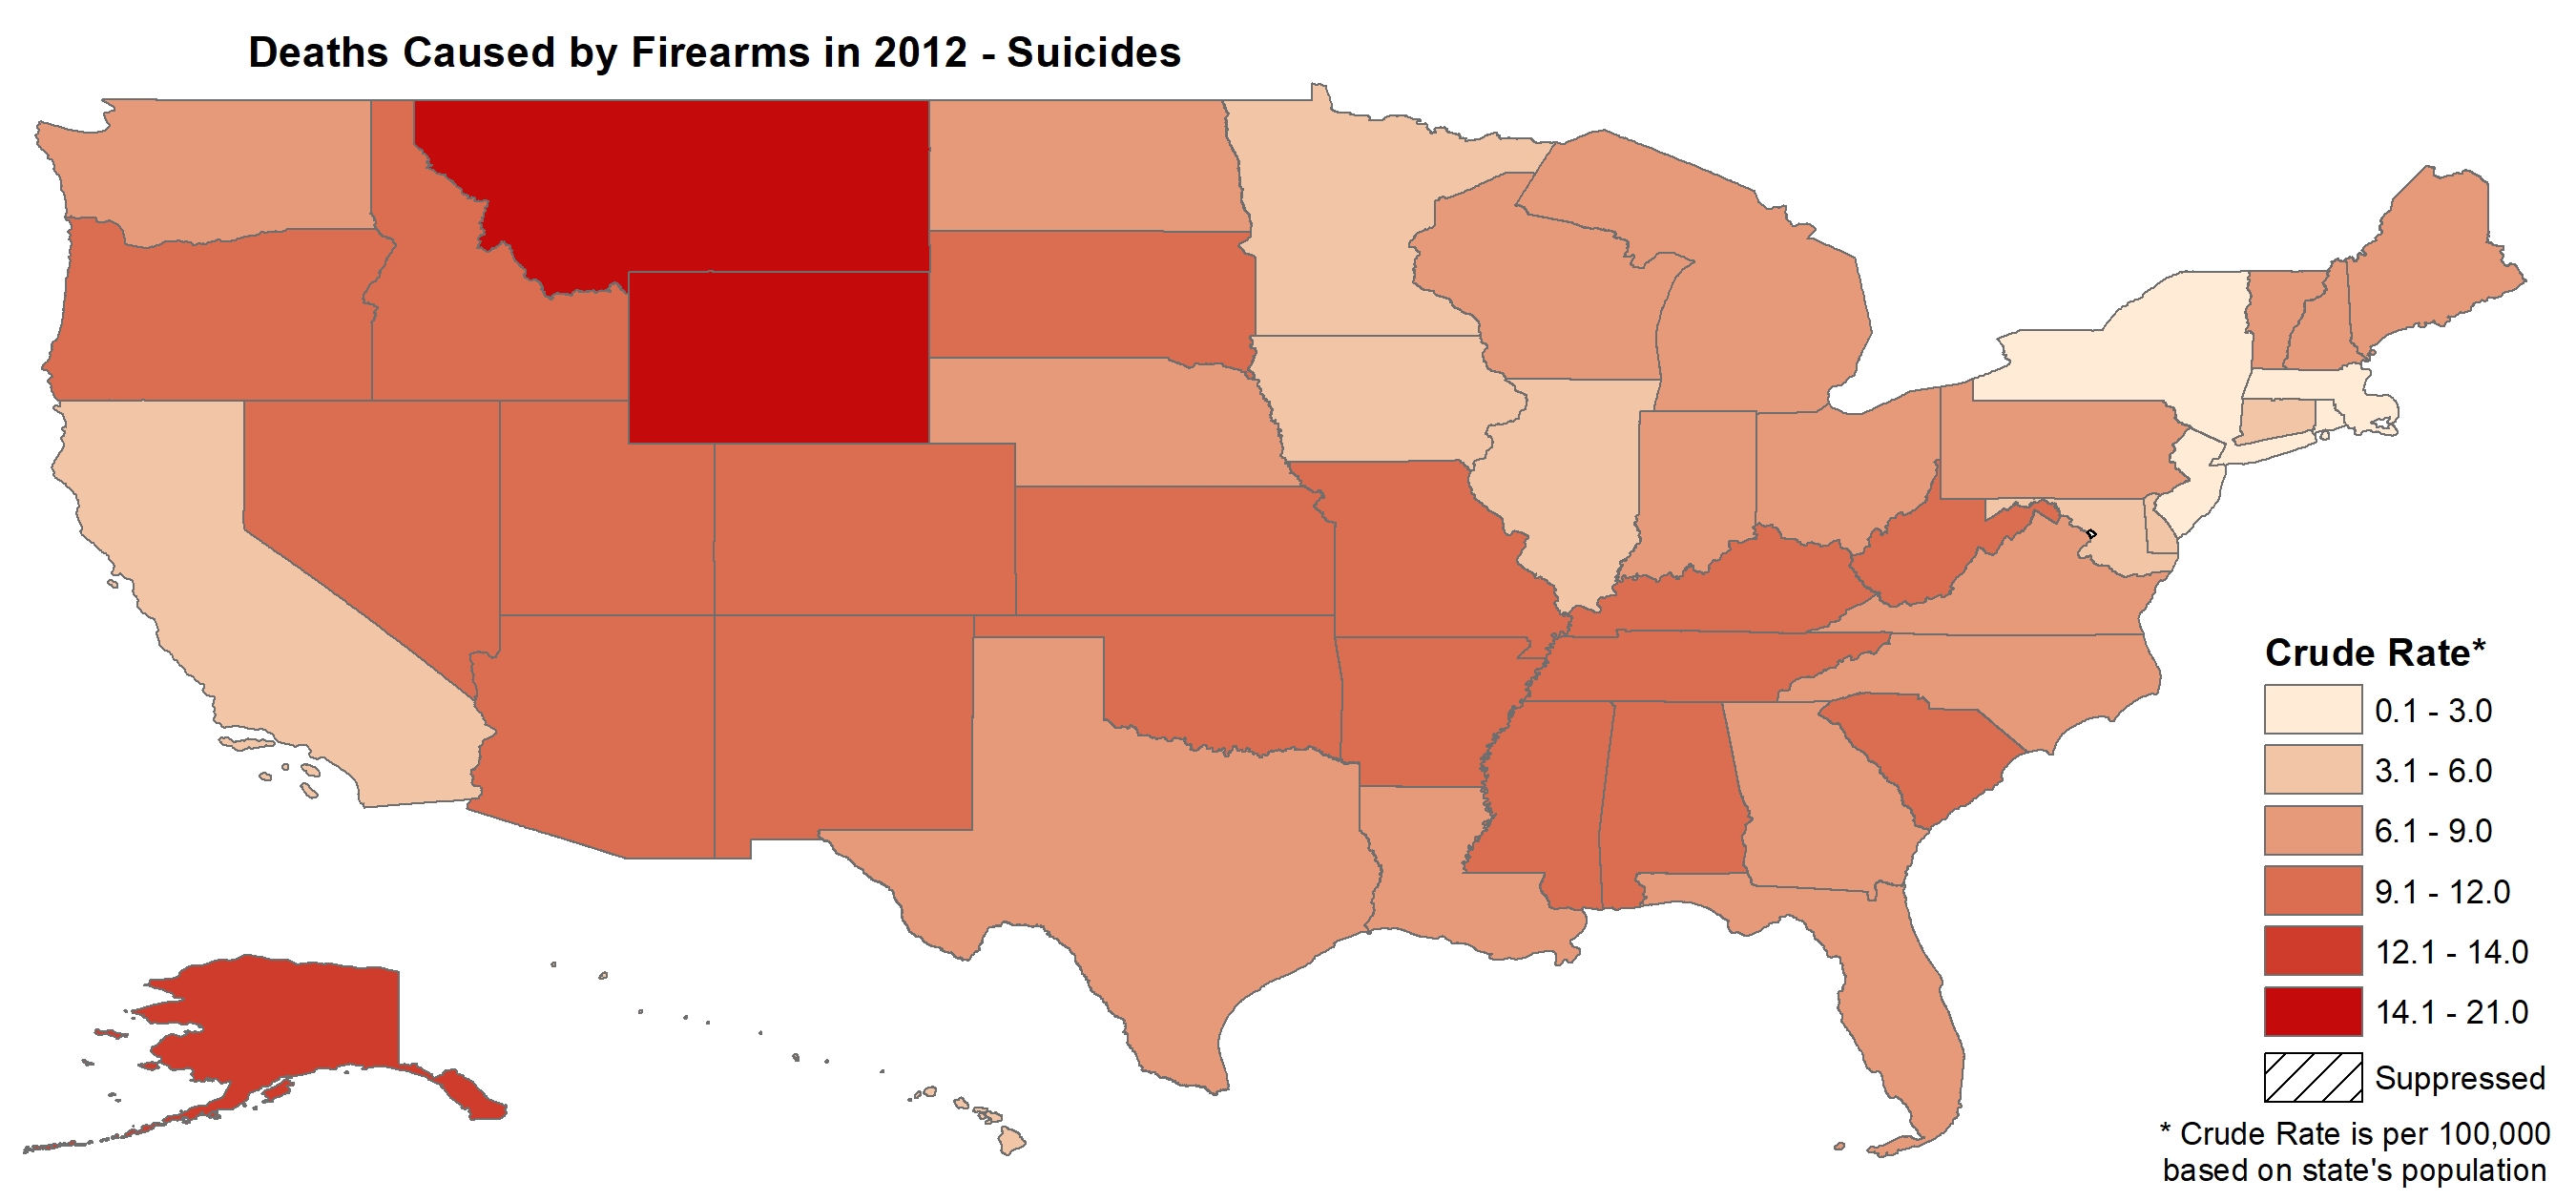 Deaths Caused by Firearms in 2012 - Suicides
Crude Rate*
0.1 - 3.0
3.1 - 6.0
6.1 - 9.0
9.1 - 12.0
12.1 - 14.0
14.1 - 21.0
Suppressed
* Crude Rate is per 100,000
based on state's population